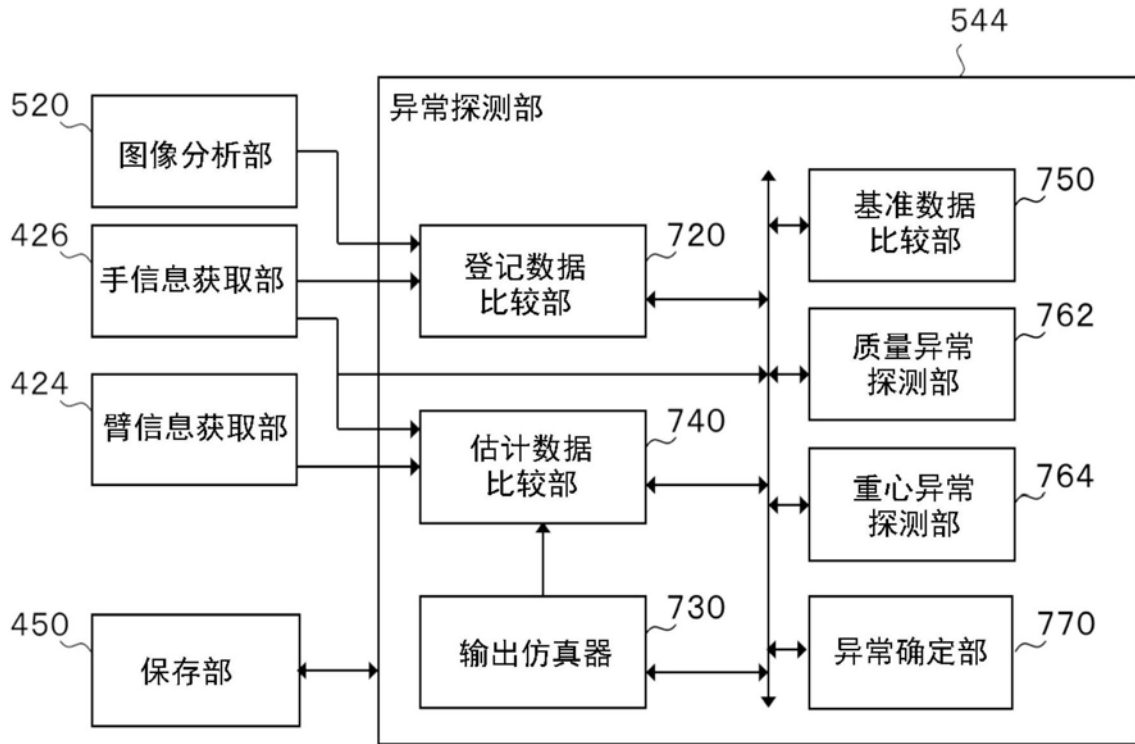 544
异常探测部
520
图像分析部
426
手信息获取部
424
臂信息获取部
450
保存部
720
登记数据
比较部
740
估计数据
比较部
730
输出仿真器
750
基准数据
比较部
762
质量异常
探测部
764
重心异常
探测部
770
异常确定部